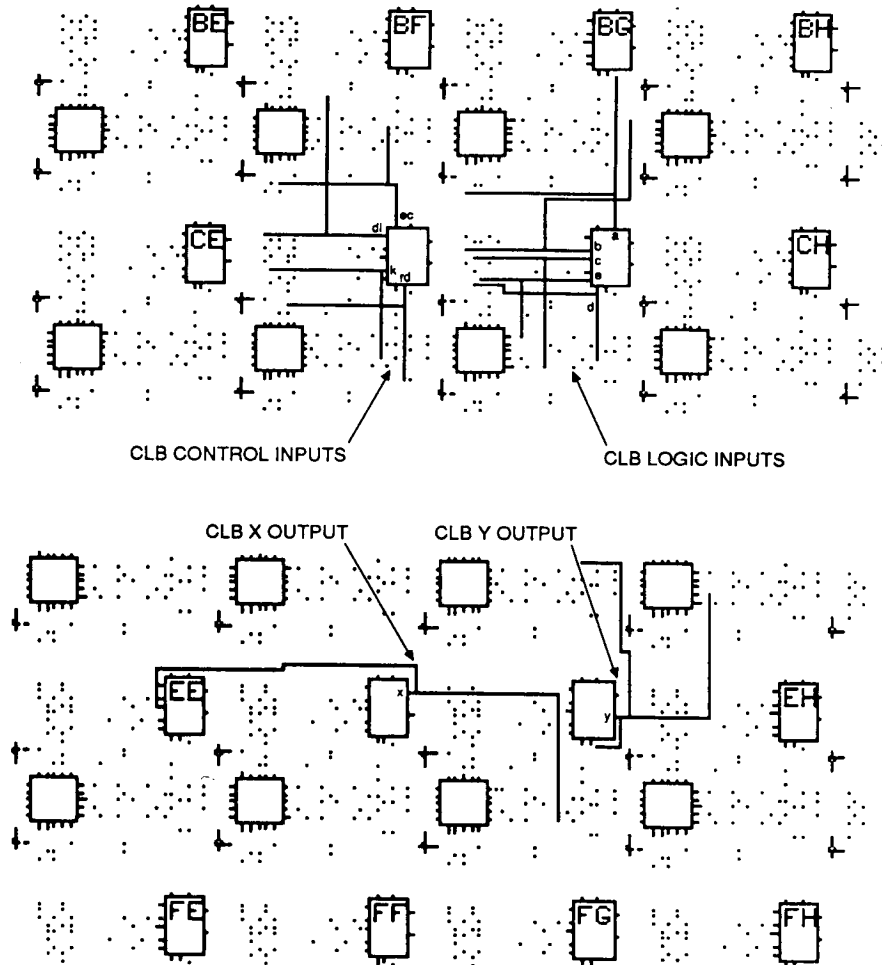 BE BF BG BH
ec
di
a
b
c
CE CH
k
e
rd
d
CLB CONTROL INPUTS
CLB LOGIC INPUTS
CLB X OUTPUT CLB Y OUTPUT
EE x EH
y
FE FF FG FH